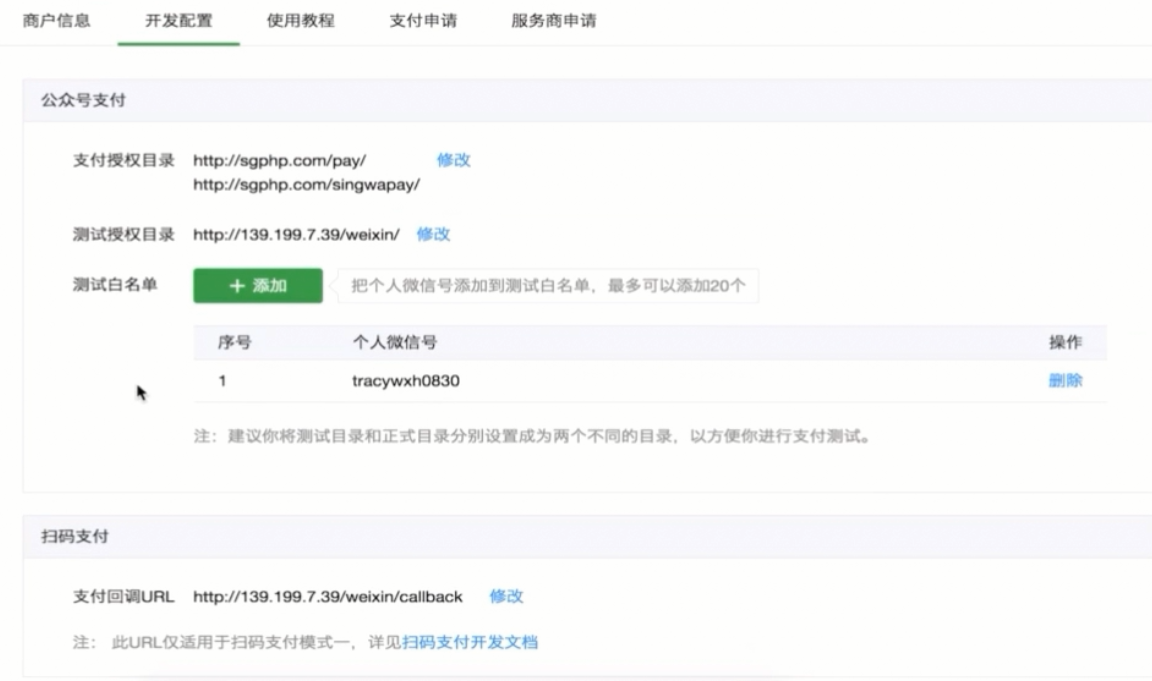 商户信息 开发配置 使用教程 支付申请 服务商申请
公众号支付
支付授权目录 http://sgphp.com/pay/ 修改
http://sgphp.com/singwapay/
测试授权目录 http://139.199.7.39/weixin/ 修改
测试白名单 + 添加 把个人微信号添加到测试白名单，最多可以添加20个
序号 个人微信号 操作
1 tracywxh0830 删除
注：建议你将测试目录和正式目录分别设置成为两个不同的目录，以方便你进行支付测试。
扫码支付
支付回调URL http://139.199.7.39/weixin/callback 修改
注： 此URL仅适用于扫码支付模式一，详见扫码支付开发文档